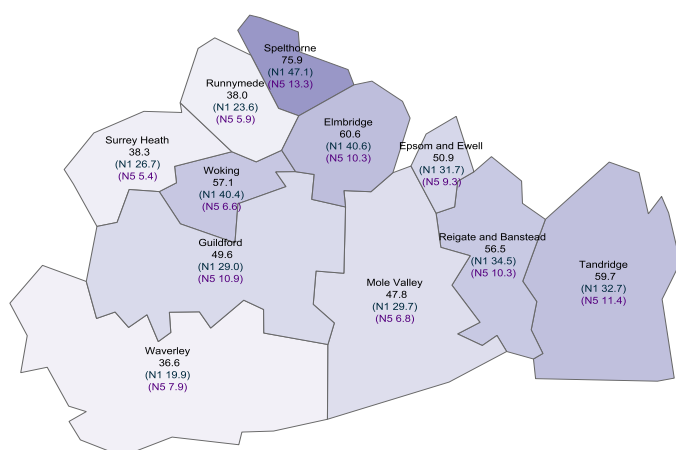 Spelthorne
75.9
(N1 47.1)
(N5 13.3)
Runnymede
38.0
(N1 23.6)
(N5 5.9)
Elmbridge
60.6
(N1 40.6)
(N5 10.3)
Surrey Heath
38.3
(N1 26.7)
(N5 5.4)
Epsom and Ewell
50.9
(N1 31.7)
(N5 9.3)
Woking
57.1
(N1 40.4)
(N5 6.6)
Guildford
49.6
(N1 29.0)
(N5 10.9)
Reigate and Banstead
56.5
(N1 34.5)
(N5 10.3)
Tandridge
59.7
(N1 32.7)
(N5 11.4)
Mole Valley
47.8
(N1 29.7)
(N5 6.8)
Waverley
36.6
(N1 19.9)
(N5 7.9)